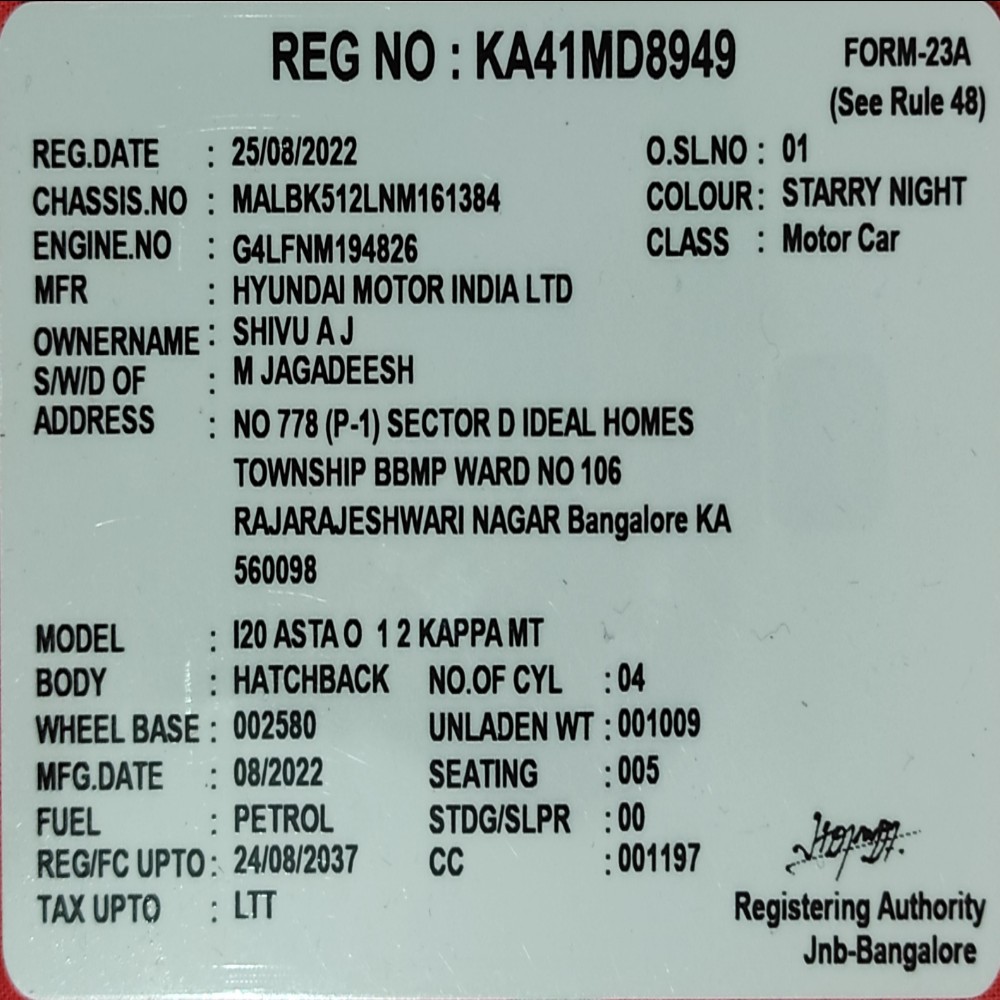 REG NO : KA41MD8949
FORM-23A
(See Rule 48)
REG.DATE : 25/08/2022 O.SL.NO : 01
CHASSIS.NO : MALBK512LNM161384 COLOUR : STARRY NIGHT
ENGINE.NO : G4LFNM194826 CLASS : Motor Car
MFR : HYUNDAI MOTOR INDIA LTD
OWNERNAME : SHIVU A J
S/W/D OF : M JAGADEESH
ADDRESS : NO 778 (P-1) SECTOR D IDEAL HOMES
TOWNSHIP BBMP WARD NO 106
RAJARAJESHWARI NAGAR Bangalore KA
560098
MODEL : I20 ASTA O 1 2 KAPPA MT
BODY : HATCHBACK NO.OF CYL : 04
WHEEL BASE : 002580 UNLADEN WT : 001009
MFG.DATE : 08/2022 SEATING : 005
FUEL : PETROL STDG/SLPR : 00
REG/FC UPTO : 24/08/2037 CC : 001197
TAX UPTO : LTT
Registering Authority
Jnb-Bangalore